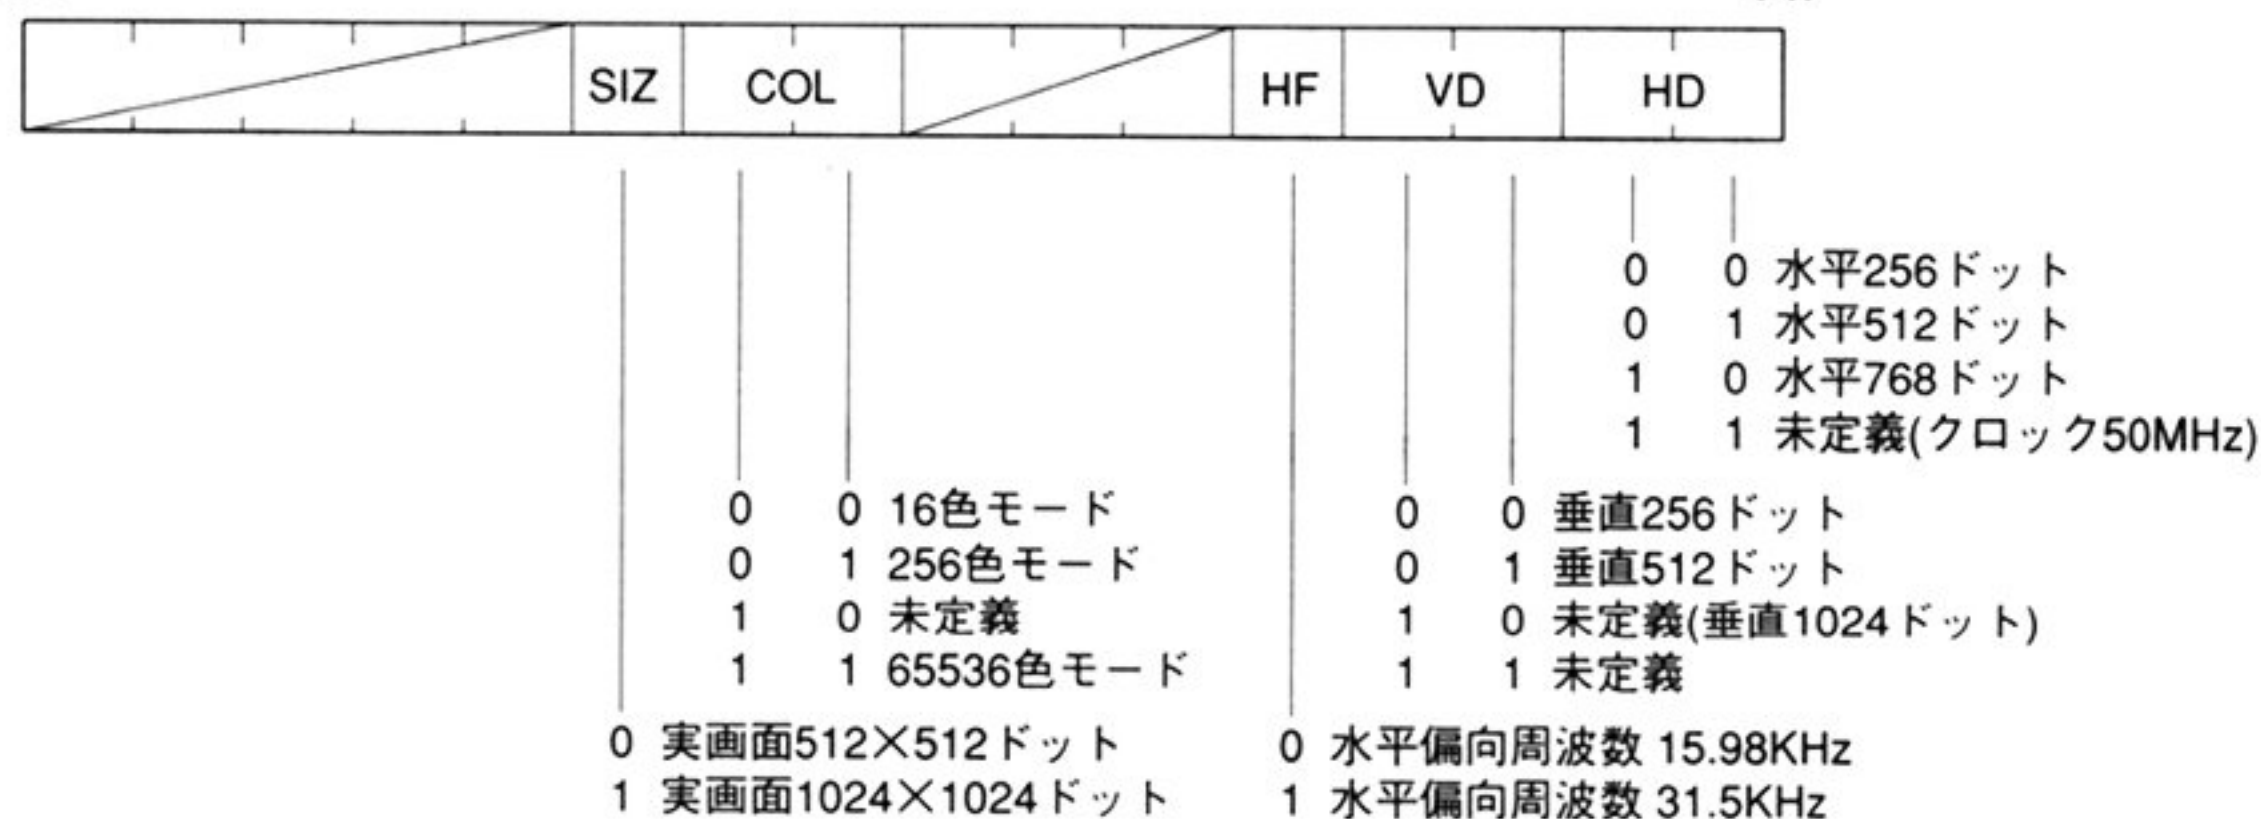 SIZ COL HF VD HD
0 0 水平256ドット
0 1 水平512ドット
1 0 水平768ドット
1 1 未定義(クロック50MHz)
0 0 16色モード
0 1 256色モード
1 0 未定義
1 1 65536色モード
0 0 垂直256ドット
0 1 垂直512ドット
1 0 未定義(垂直1024ドット)
1 1 未定義
0 実画面512×512ドット
1 実画面1024×1024ドット
0 水平偏向周波数 15.98KHz
1 水平偏向周波数 31.5KHz